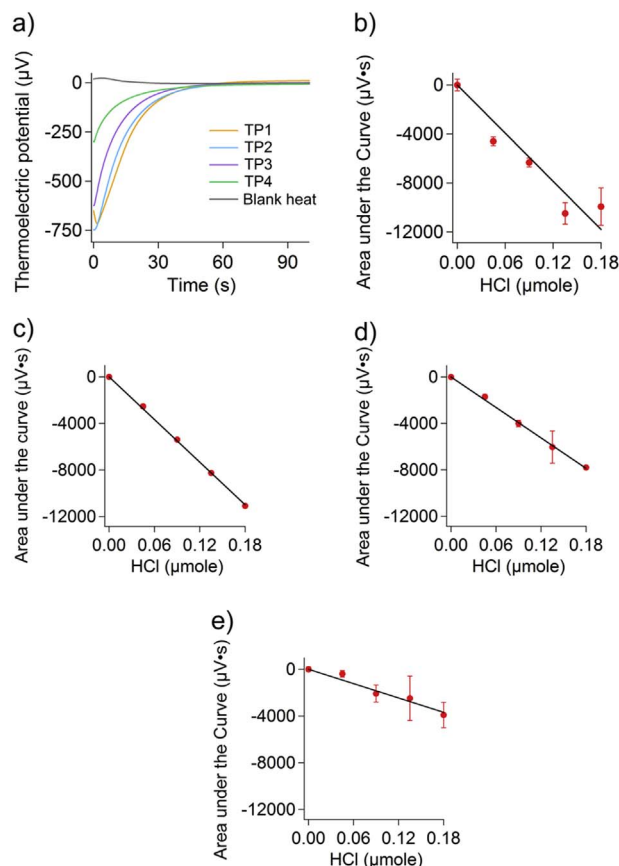 a)
Thermoelectric potential (µV)
0
-250
-500
-750
0
30
60
90
Time (s)
TP1
TP2
TP3
TP4
Blank heat
b)
Area under the Curve (µV•s)
0
-4000
-8000
-12000
0.00
0.06
0.12
0.18
HCl (µmole)
c)
Area under the curve (µV•s)
0
-4000
-8000
-12000
0.00
0.06
0.12
0.18
HCl (µmole)
d)
Area under the Curve (µV•s)
0
-4000
-8000
-12000
0.00
0.06
0.12
0.18
HCl (µmole)
e)
Area under the Curve (µV•s)
0
-4000
-8000
-12000
0.00
0.06
0.12
0.18
HCl (µmole)